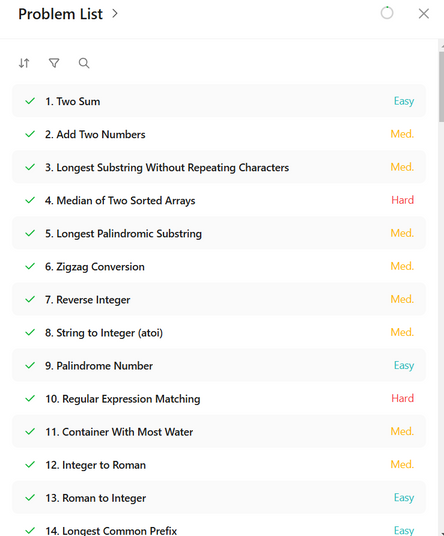 Problem List
1. Two Sum Easy
2. Add Two Numbers Med.
3. Longest Substring Without Repeating Characters Med.
4. Median of Two Sorted Arrays Hard
5. Longest Palindromic Substring Med.
6. Zigzag Conversion Med.
7. Reverse Integer Med.
8. String to Integer (atoi) Med.
9. Palindrome Number Easy
10. Regular Expression Matching Hard
11. Container With Most Water Med.
12. Integer to Roman Med.
13. Roman to Integer Easy
14. Longest Common Prefix Easy